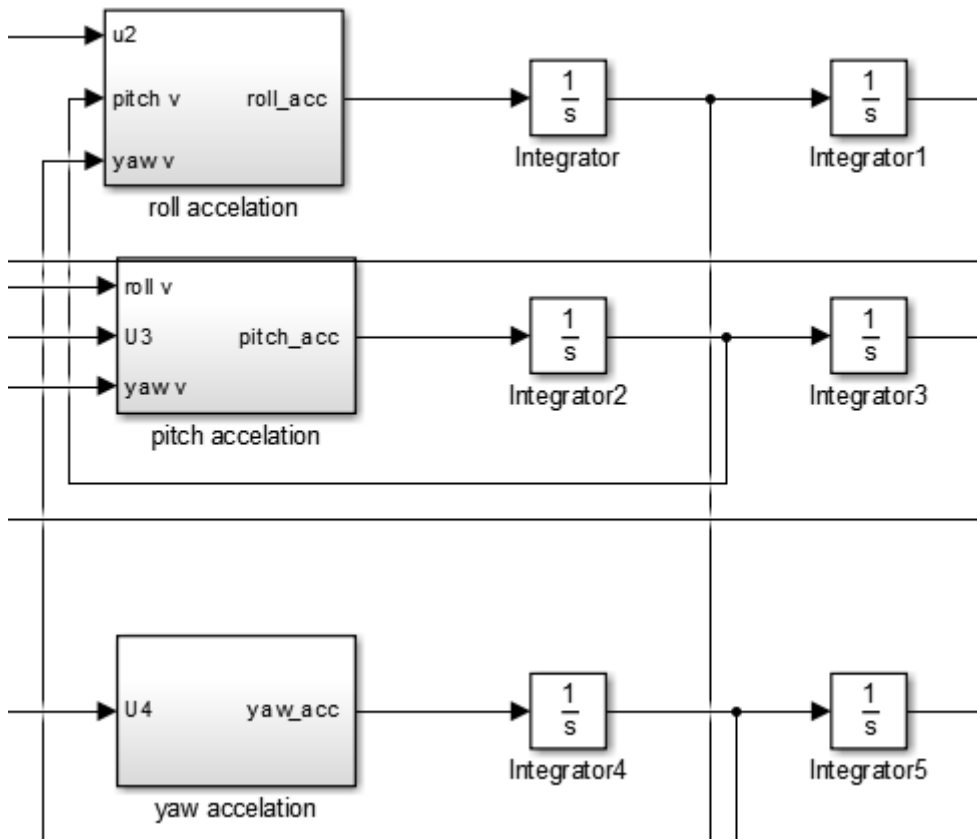 u2
pitch v
roll_acc
yaw v
roll accelation
1
s
Integrator
1
s
Integrator1
roll v
U3
pitch_acc
yaw v
pitch accelation
1
s
Integrator2
1
s
Integrator3
U4
yaw_acc
yaw accelation
1
s
Integrator4
1
s
Integrator5